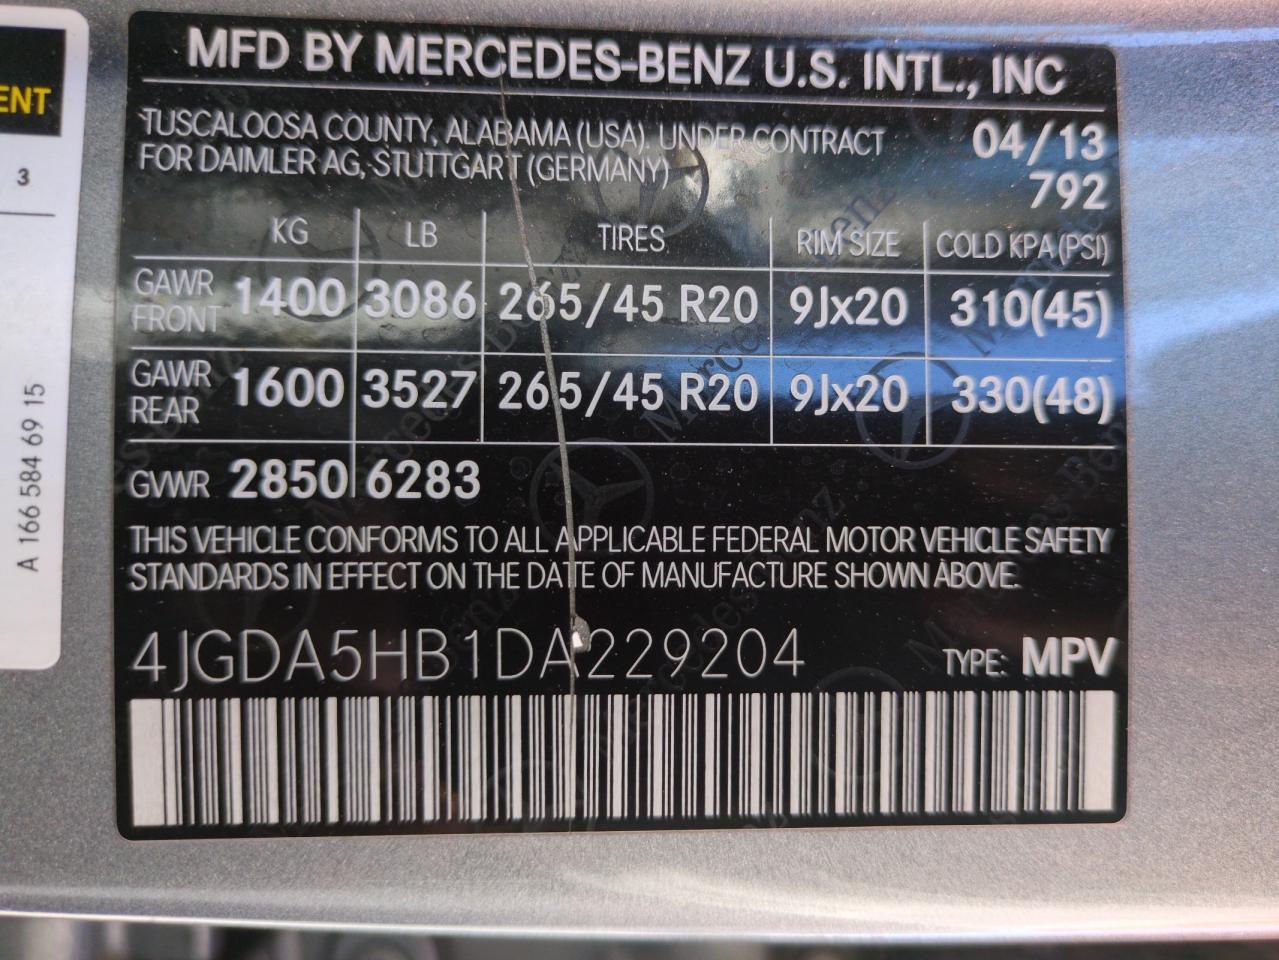 ENT
3
A 166 584 69 15
MFD BY MERCEDES-BENZ U.S. INTL., INC
TUSCALOOSA COUNTY, ALABAMA (USA). UNDER CONTRACT
FOR DAIMLER AG, STUTTGART (GERMANY)
04/13
792
KG LB TIRES RIM SIZE COLD KPA(PSI)
GAWR FRONT 1400 3086 265/45 R20 9Jx20 310(45)
GAWR REAR 1600 3527 265/45 R20 9Jx20 330(48)
GVWR 2850 6283
THIS VEHICLE CONFORMS TO ALL APPLICABLE FEDERAL MOTOR VEHICLE SAFETY
STANDARDS IN EFFECT ON THE DATE OF MANUFACTURE SHOWN ABOVE.
4JGDA5HB1DA229204 TYPE: MPV